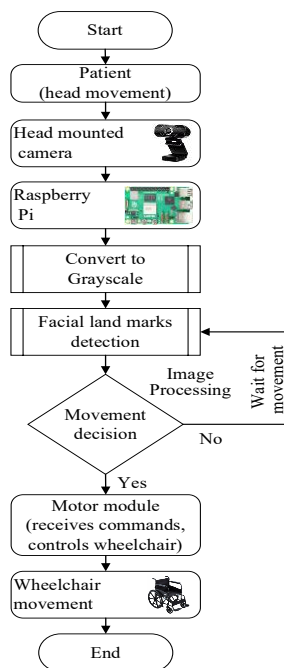 Start
Patient
(head movement)
Head mounted
camera
Raspberry
Pi
Convert to
Grayscale
Facial land marks
detection
Image
Processing
Wait for
movement
Movement
decision
No
Yes
Motor module
(receives commands,
controls wheelchair)
Wheelchair
movement
End